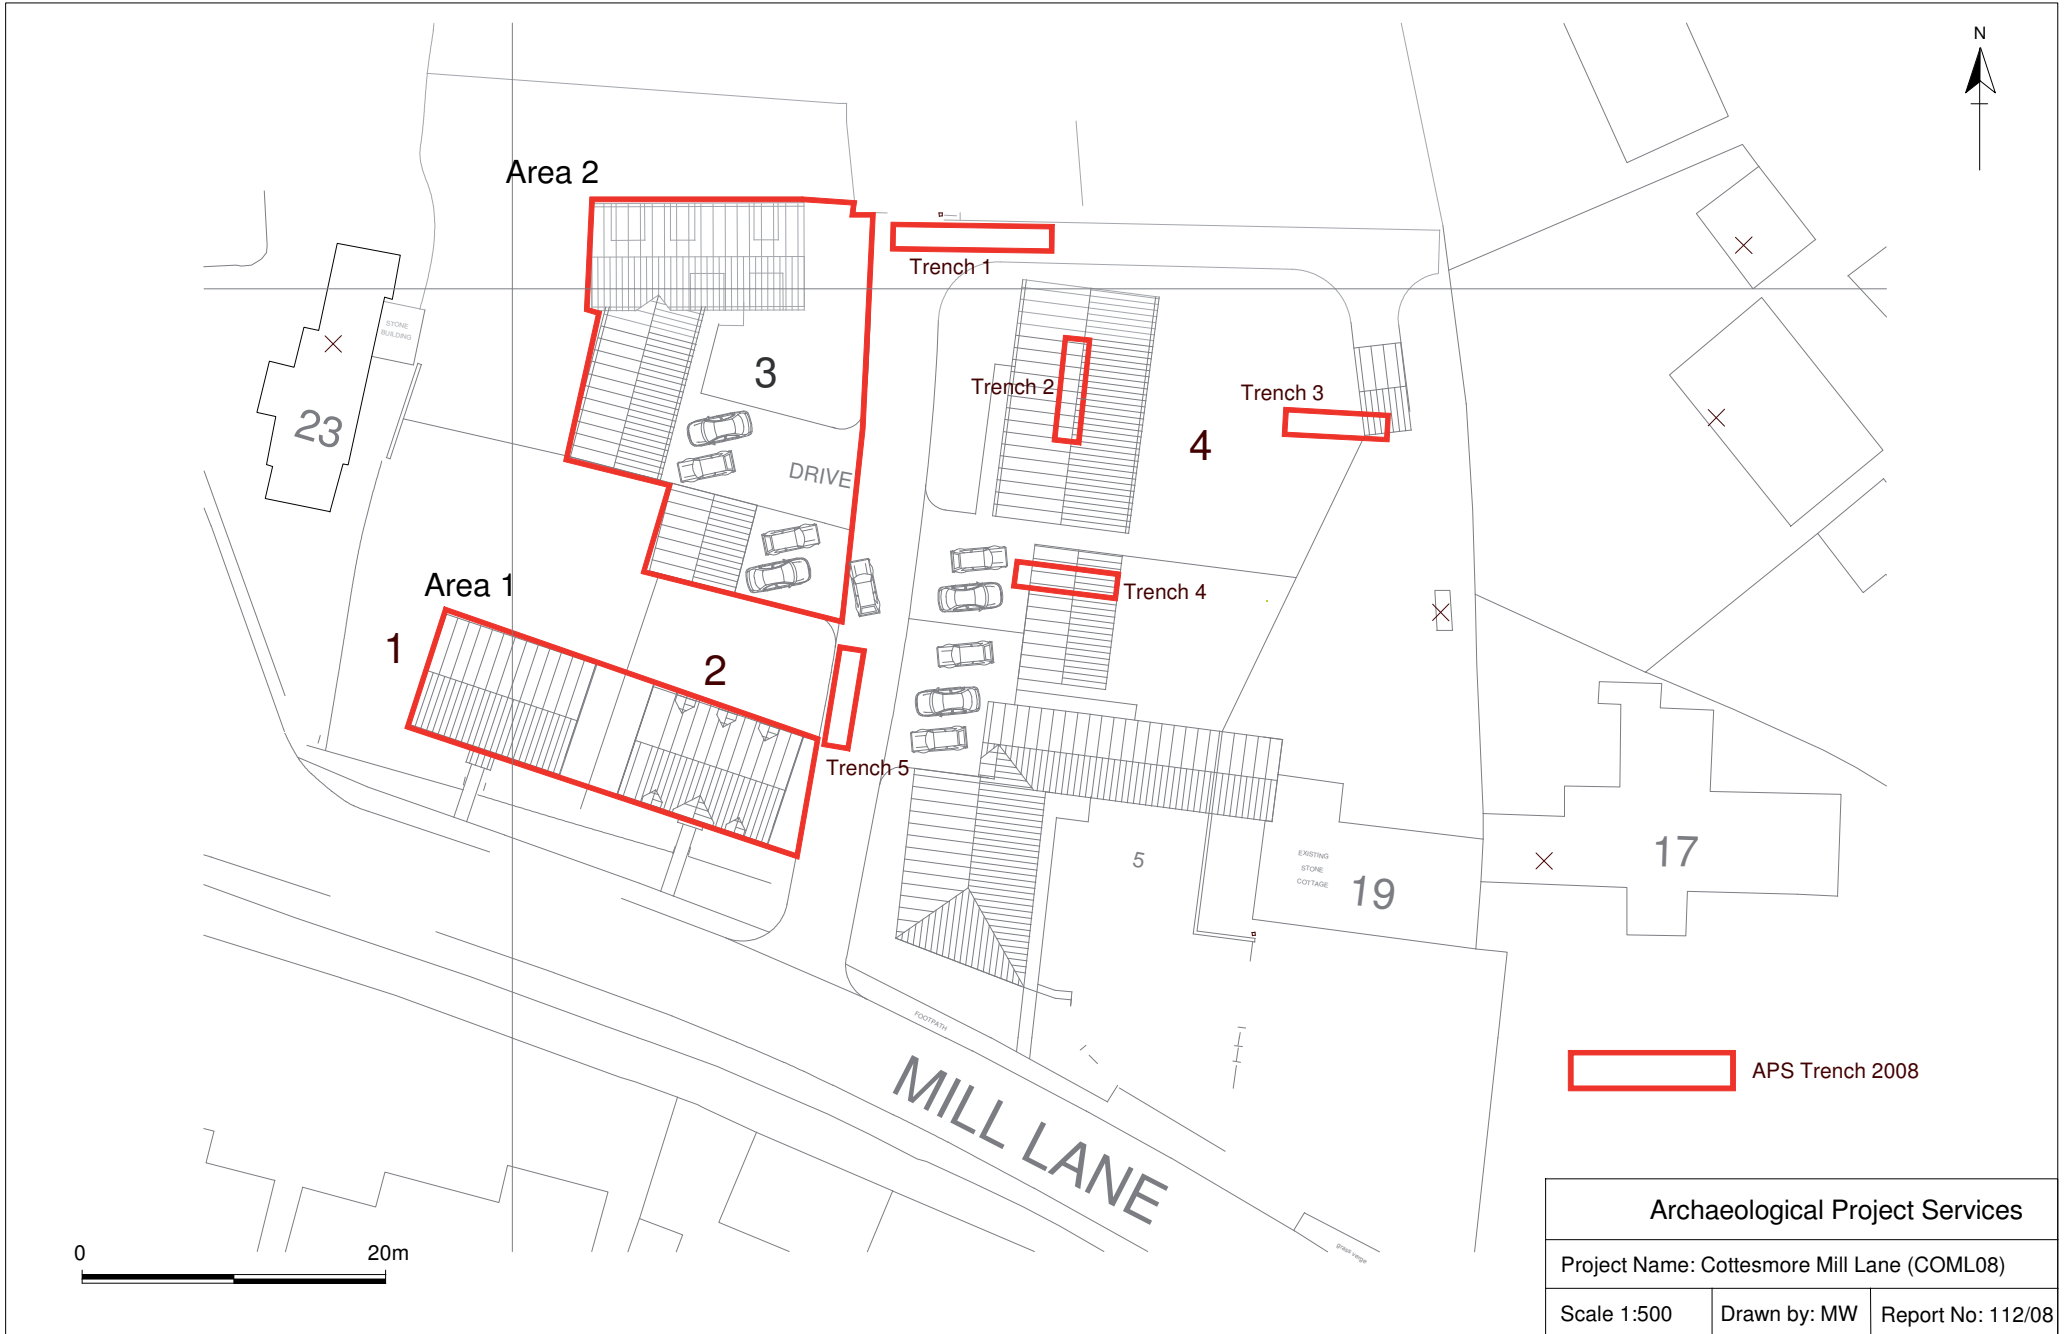 N
Area 2
Trench 1
STONE
BUILDING
3
Trench 2
Trench 3
23
4
DRIVE
Area 1
Trench 4
1
2
Trench 5
5
EXISTING
STONE
COTTAGE
19
17
FOOTPATH
MILL LANE
APS Trench 2008
grass verge
0 20m
Archaeological Project Services
Project Name: Cottesmore Mill Lane (COML08)
Scale 1:500 Drawn by: MW Report No: 112/08